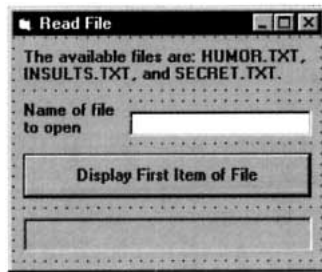 Read File
The available files are: HUMOR.TXT,
INSULTS.TXT, and SECRET.TXT.
Name of file
to open
Display First Item of File